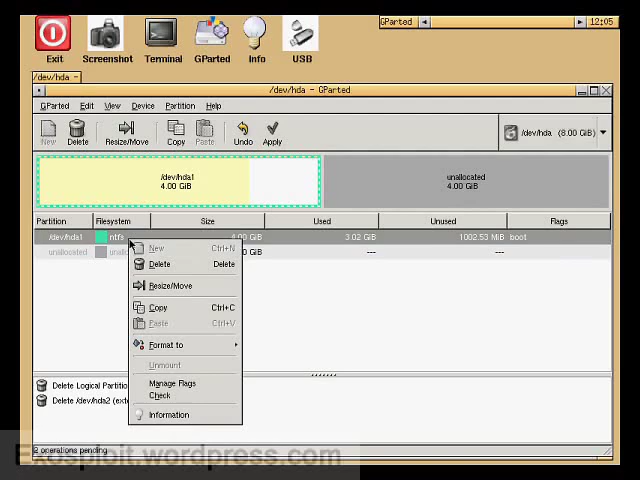 GParted 12:05
Exit Screenshot Terminal GParted Info USB
/dev/hda -
/dev/hda - GParted
GParted Edit View Device Partition Help
New Delete Resize/Move Copy Paste Undo Apply /dev/hda (8.00 GiB)
/dev/hda1
4.00 GiB
unallocated
4.00 GiB
Partition Filesystem Size Used Unused Flags
/dev/hda1 ntfs 4.00 GiB 3.02 GiB 1002.53 MiB boot
unallocated unallo GiB --- ---
New Ctrl+N
Delete Delete
Resize/Move
Copy Ctrl+C
Paste Ctrl+V
Format to
Unmount
Manage Flags
Check
Information
Delete Logical Partition
Delete /dev/hda2 (exte
2 operations pending
Exosploit.wordpress.com